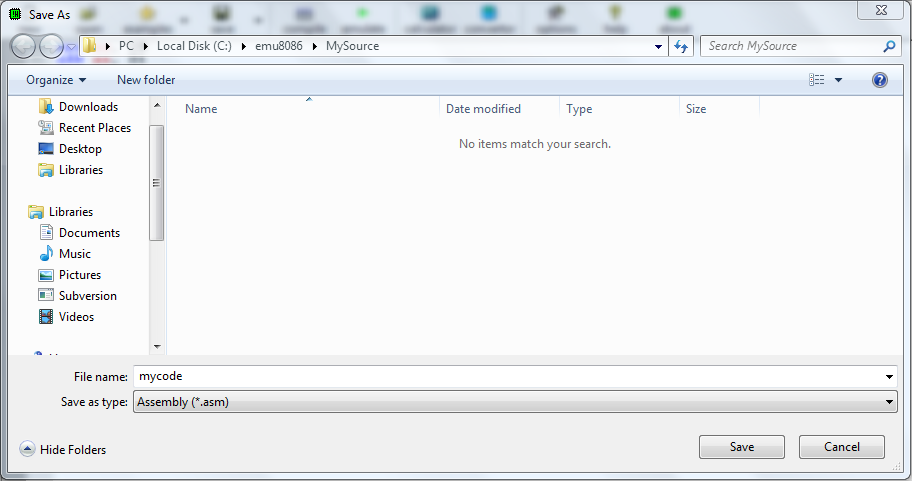 Save As
PC Local Disk (C:) emu8086 MySource
Search MySource
Organize New folder
Name Date modified Type Size
No items match your search.
Downloads
Recent Places
Desktop
Libraries
Libraries
Documents
Music
Pictures
Subversion
Videos
File name: mycode
Save as type: Assembly (*.asm)
Hide Folders
Save Cancel